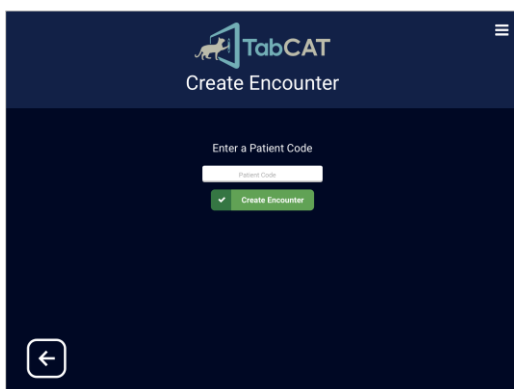 TabCAT
Create Encounter
Enter a Patient Code
Patient Code
Create Encounter